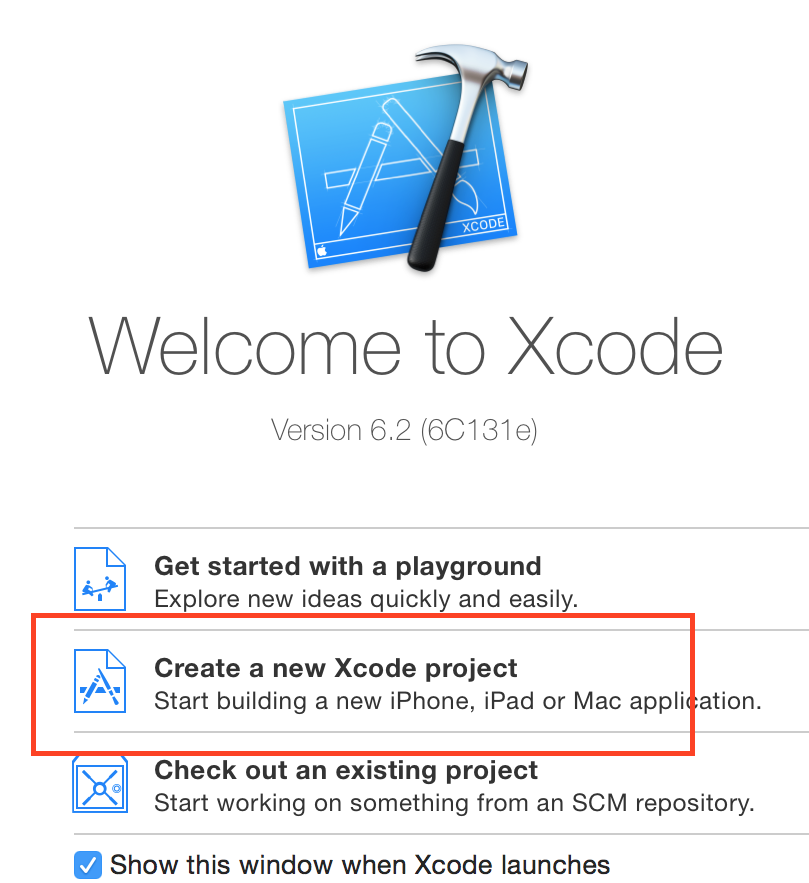 XCODE
Welcome to Xcode
Version 6.2 (6C131e)
Get started with a playground
Explore new ideas quickly and easily.
Create a new Xcode project
Start building a new iPhone, iPad or Mac application.
Check out an existing project
Start working on something from an SCM repository.
Show this window when Xcode launches